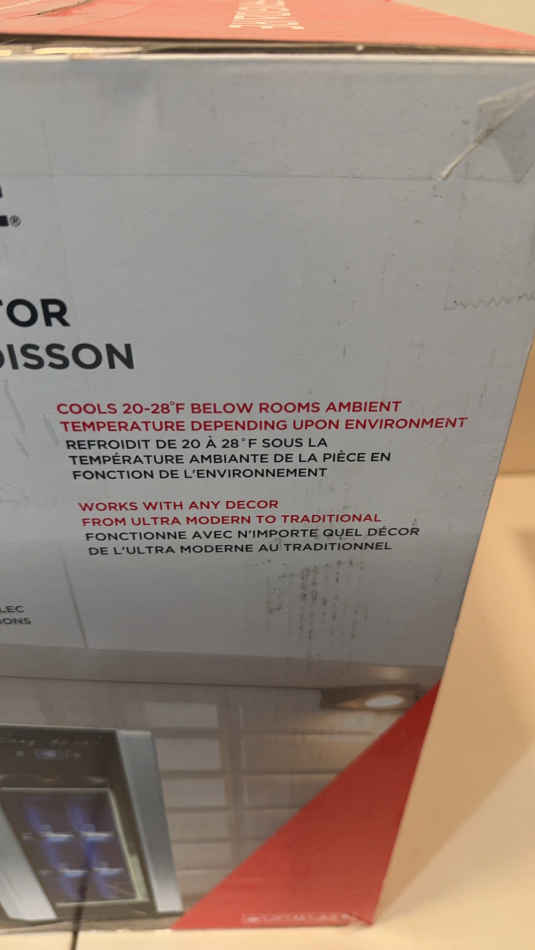 ®
TOR
DISSON
COOLS 20-28°F BELOW ROOMS AMBIENT
TEMPERATURE DEPENDING UPON ENVIRONMENT
REFROIDIT DE 20 À 28°F SOUS LA
TEMPÉRATURE AMBIANTE DE LA PIÈCE EN
FONCTION DE L'ENVIRONNEMENT
WORKS WITH ANY DECOR
FROM ULTRA MODERN TO TRADITIONAL
FONCTIONNE AVEC N'IMPORTE QUEL DÉCOR
DE L'ULTRA MODERNE AU TRADITIONNEL
LEC
IONS